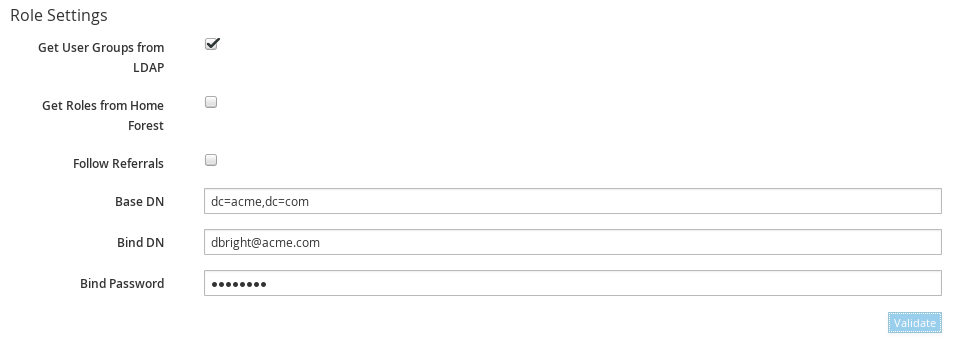 Role Settings
Get User Groups from
LDAP
Get Roles from Home
Forest
Follow Referrals
Base DN dc=acme,dc=com
Bind DN dbright@acme.com
Bind Password ••••••••
Validate